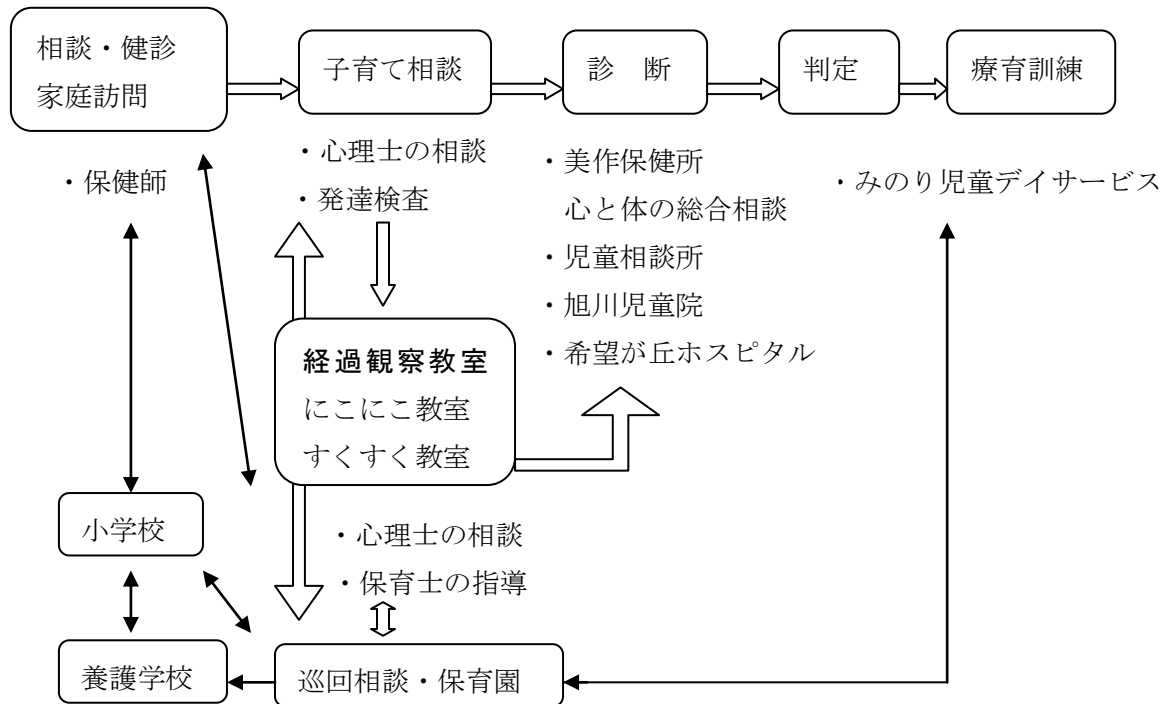 相談・健診
家庭訪問
子育て相談
診　断
判定
療育訓練
・保健師
・心理士の相談
・発達検査
・美作保健所
心と体の総合相談
・児童相談所
・旭川児童院
・希望が丘ホスピタル
・みのり児童デイサービス
経過観察教室
にこにこ教室
すくすく教室
小学校
・心理士の相談
・保育士の指導
養護学校
巡回相談・保育園